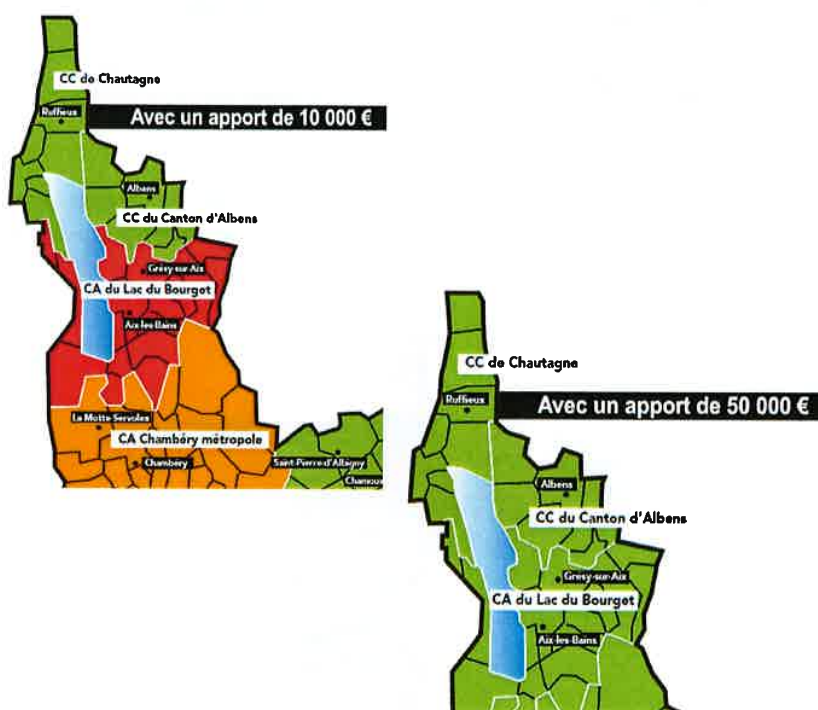 CC de Chautagne
Ruffieux
Avec un apport de 10 000 €
Albens
CC du Canton d'Albens
Grésy-sur-Aix
CA du Lac du Bourget
Aix-les-Bains
La Motte-Servolex
CA Chambéry métropole
Chambéry
Saint-Pierre-d'Albigny
Chamoux
CC de Chautagne
Ruffieux
Avec un apport de 50 000 €
Albens
CC du Canton d'Albens
Grésy-sur-Aix
CA du Lac du Bourget
Aix-les-Bains